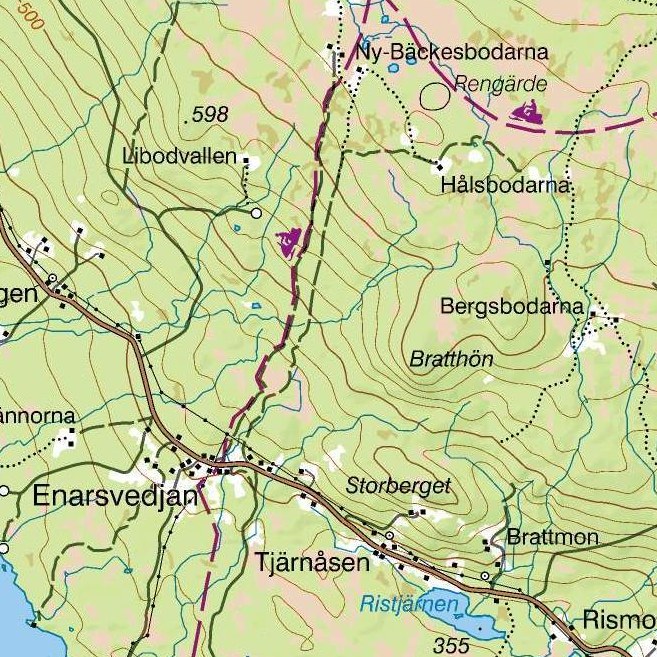 500
Ny-Bäckesbodarna
Rengärde
.598
Libodvallen
Hålsbodarna
gen
Bergsbodarna
Bratthön
ännorna
Enarsvedjan
Storberget
Brattmon
Tjärnåsen
Ristjärnen
Rismo
355